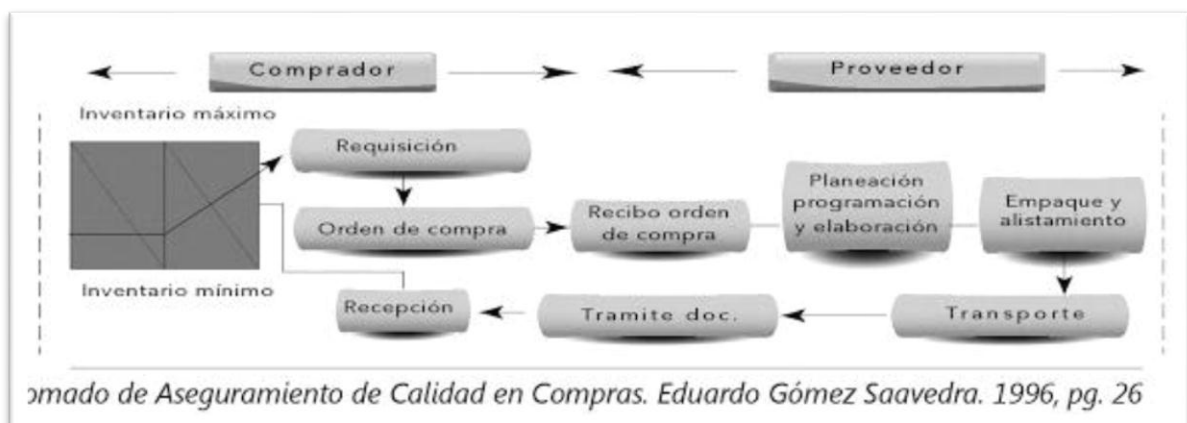 Comprador
Proveedor
Inventario máximo
Requisición
Orden de compra
Inventario mínimo
Recepción
Recibo orden
de compra
Planeación
programación
y elaboración
Empaque y
alistamiento
Transporte
Tramite doc.
omado de Aseguramiento de Calidad en Compras. Eduardo Gómez Saavedra. 1996, pg. 26